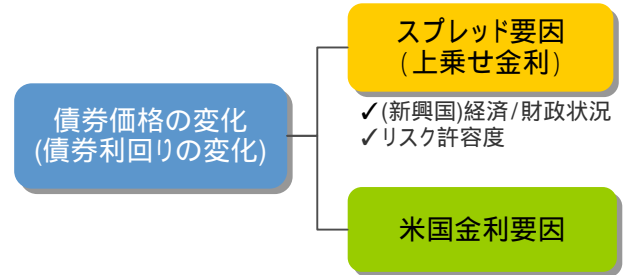 スプレッド要因
(上乗せ金利)
債券価格の変化
(債券利回りの変化)
✓(新興国)経済/財政状況
✓リスク許容度
米国金利要因